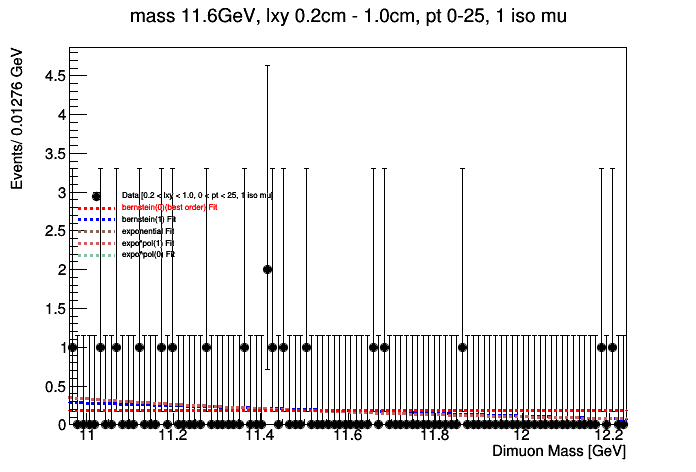 mass 11.6GeV, lxy 0.2cm - 1.0cm, pt 0-25, 1 iso mu
Events/ 0.01276 GeV
4.5
4
3.5
3
2.5
2
1.5
1
0.5
0
Data [0.2 < lxy < 1.0, 0 < pt < 25, 1 iso mu]
bernstein(0)(best order) Fit
bernstein(1) Fit
exponential Fit
expo*pol(1) Fit
expo*pol(0) Fit
11 11.2 11.4 11.6 11.8 12 12.2
Dimuon Mass [GeV]